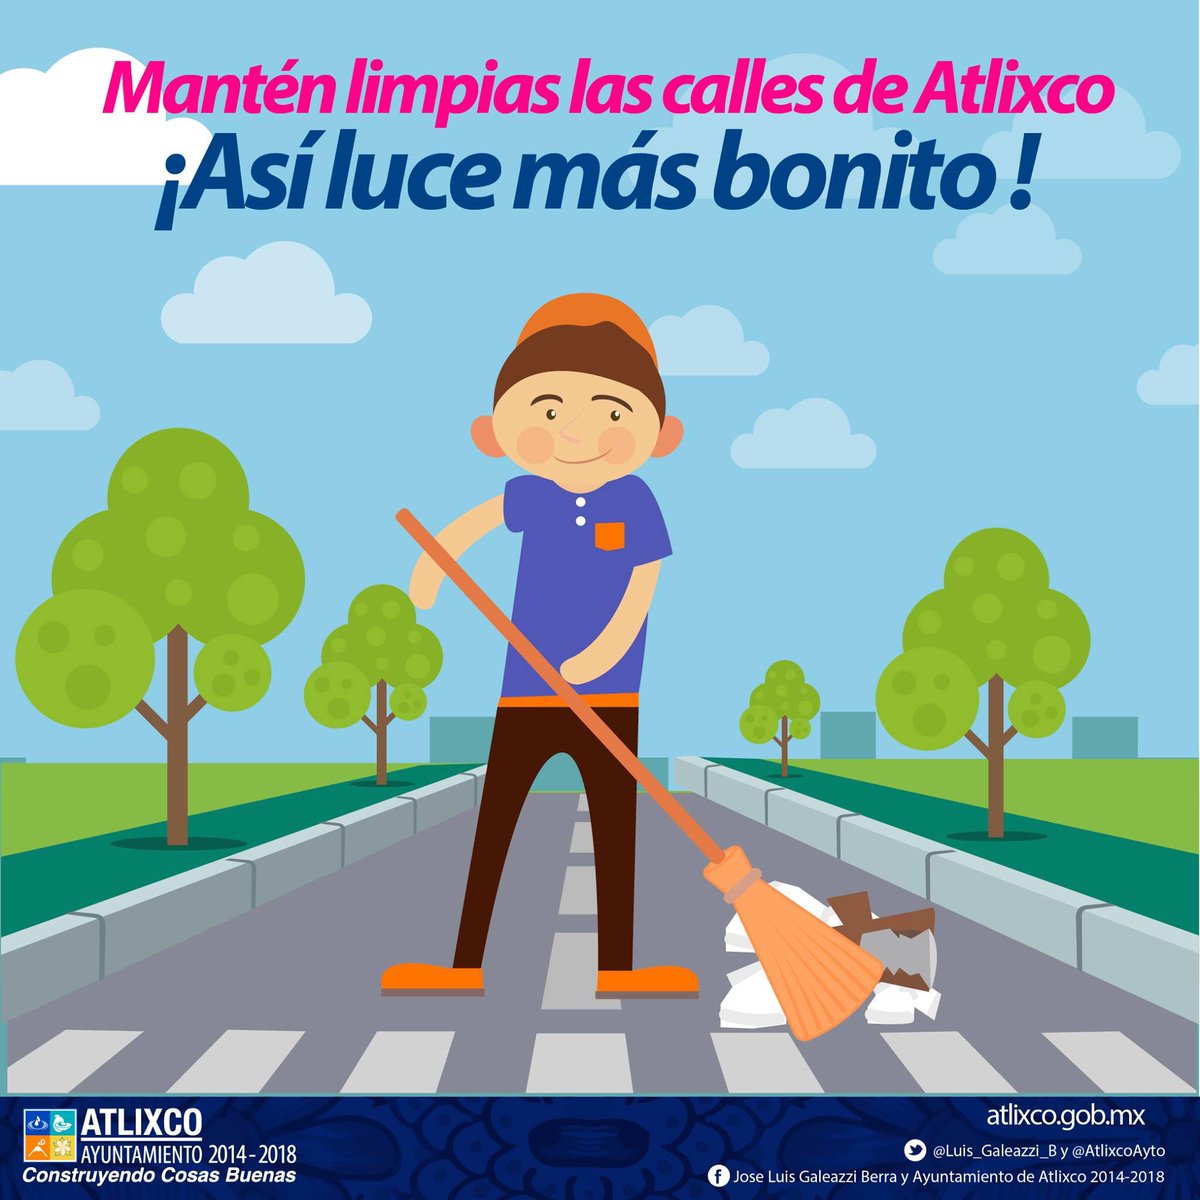 Mantén limpias las calles de Atlixco
¡Así luce más bonito !
ATLIXCO
AYUNTAMIENTO 2014-2018
Construyendo Cosas Buenas
atlixco.gob.mx
@Luis_Galeazzi_B y @AtlixcoAyto
Jose Luis Galeazzi Berra y Ayuntamiento de Atlixco 2014-2018